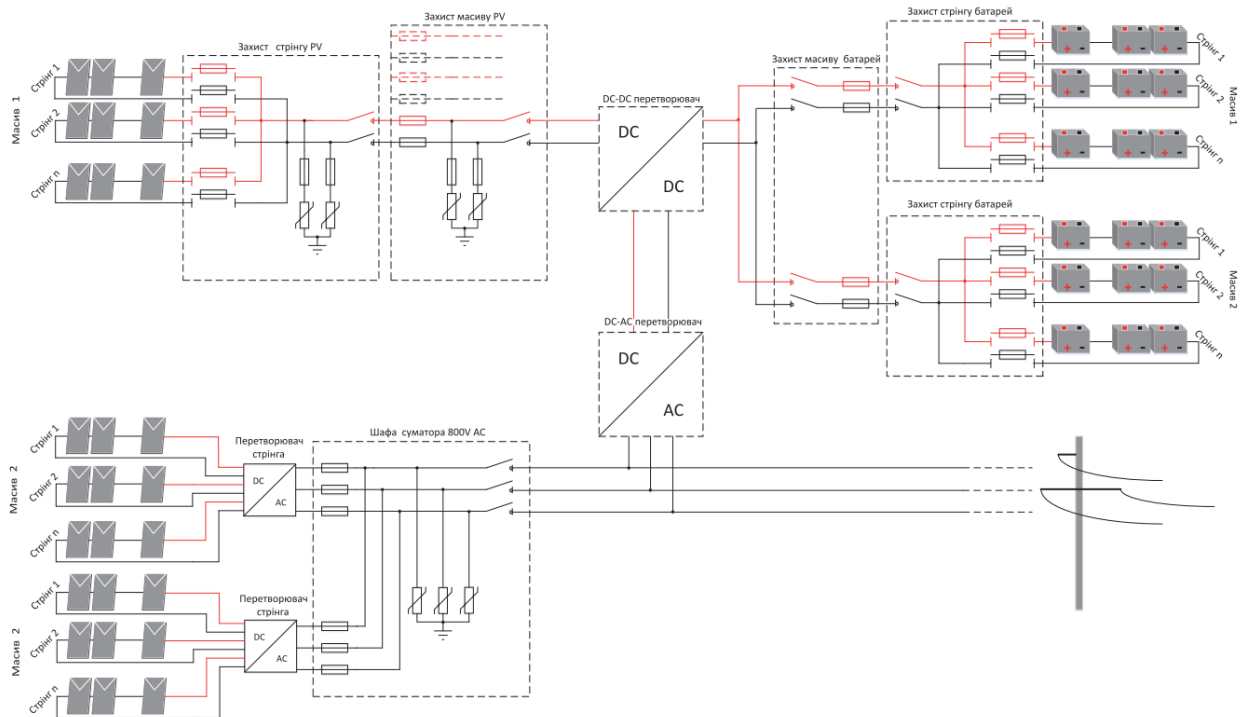 Захист масиву PV
Захист стрінгу PV
Масив 1
Стрінг 1
Стрінг 2
Стрінг n
DC-DC перетворювач
DC
DC
Захист масиву батарей
Захист стрінгу батарей
Стрінг 1
Стрінг 2
Стрінг n
Масив 1
Захист стрінгу батарей
Стрінг 1
Стрінг 2
Стрінг n
Масив 2
DC-AC перетворювач
DC
AC
Масив 2
Стрінг 1
Стрінг 2
Стрінг n
Перетворювач
стрінга
DC
AC
Шафа суматора 800V AC
Масив 2
Стрінг 1
Стрінг 2
Стрінг n
Перетворювач
стрінга
DC
AC